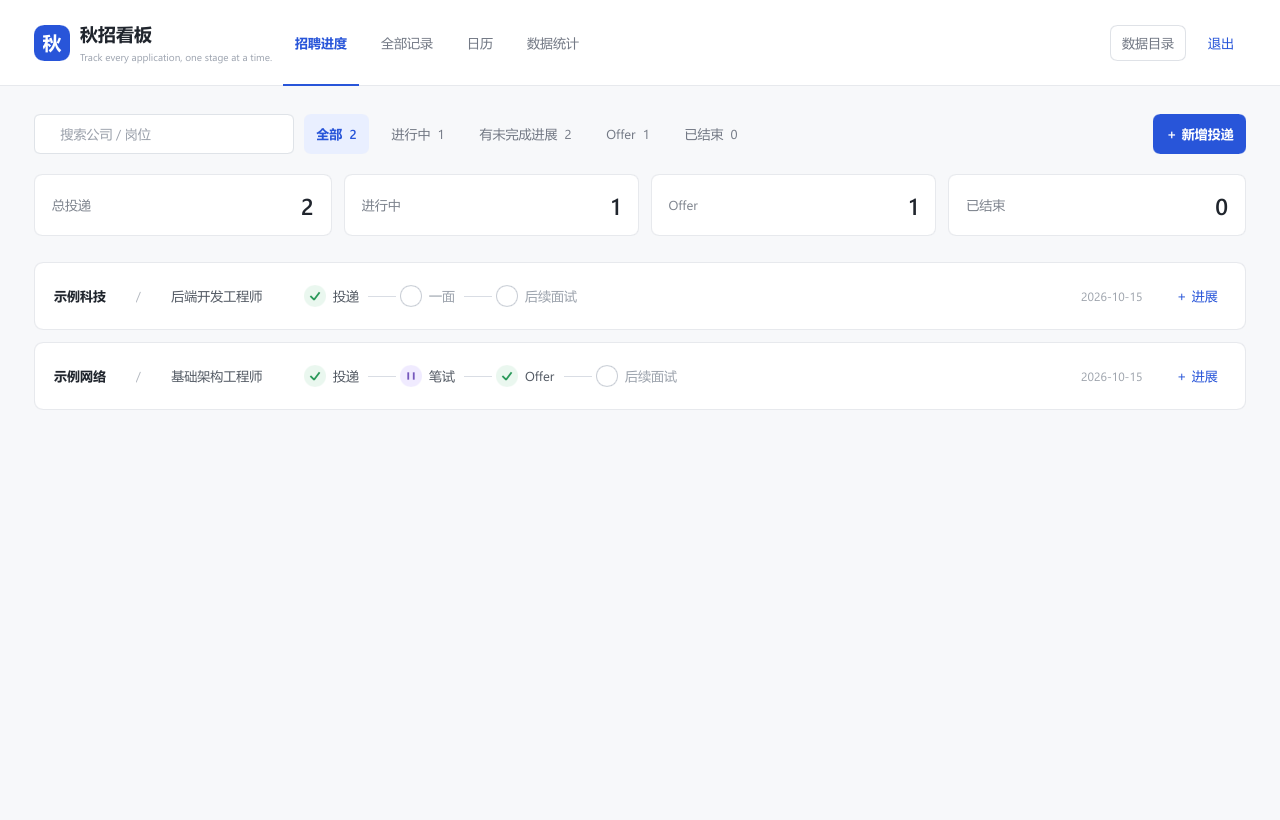 秋
秋招看板
Track every application, one stage at a time.
招聘进度
全部记录
日历
数据统计
数据目录
退出
搜索公司 / 岗位
全部 2
进行中 1
有未完成进展 2
Offer 1
已结束 0
+ 新增投递
总投递 2
进行中 1
Offer 1
已结束 0
示例科技 / 后端开发工程师 投递 一面 后续面试 2026-10-15 + 进展
示例网络 / 基础架构工程师 投递 笔试 Offer 后续面试 2026-10-15 + 进展